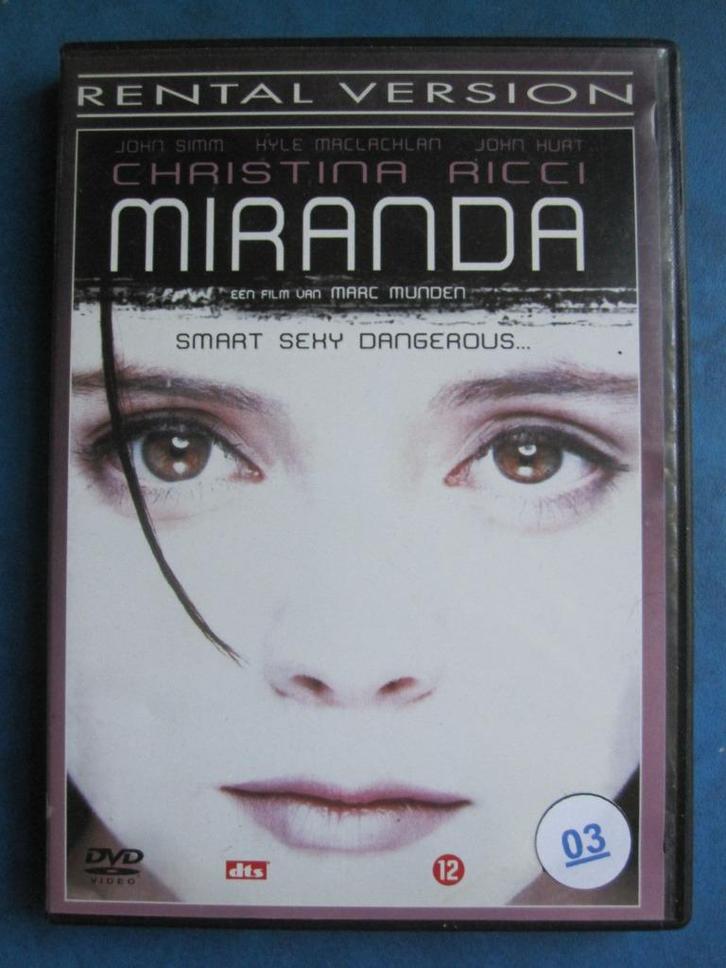 RENTAL VERSION
JOHN SIMM KYLE MACLACHLAN JOHN HURT
CHRISTINA RICCI
MIRANDA
EEN FILM VAN MARC MUNDEN
SMART SEXY DANGEROUS...
03
DVD
VIDEO
dts
12